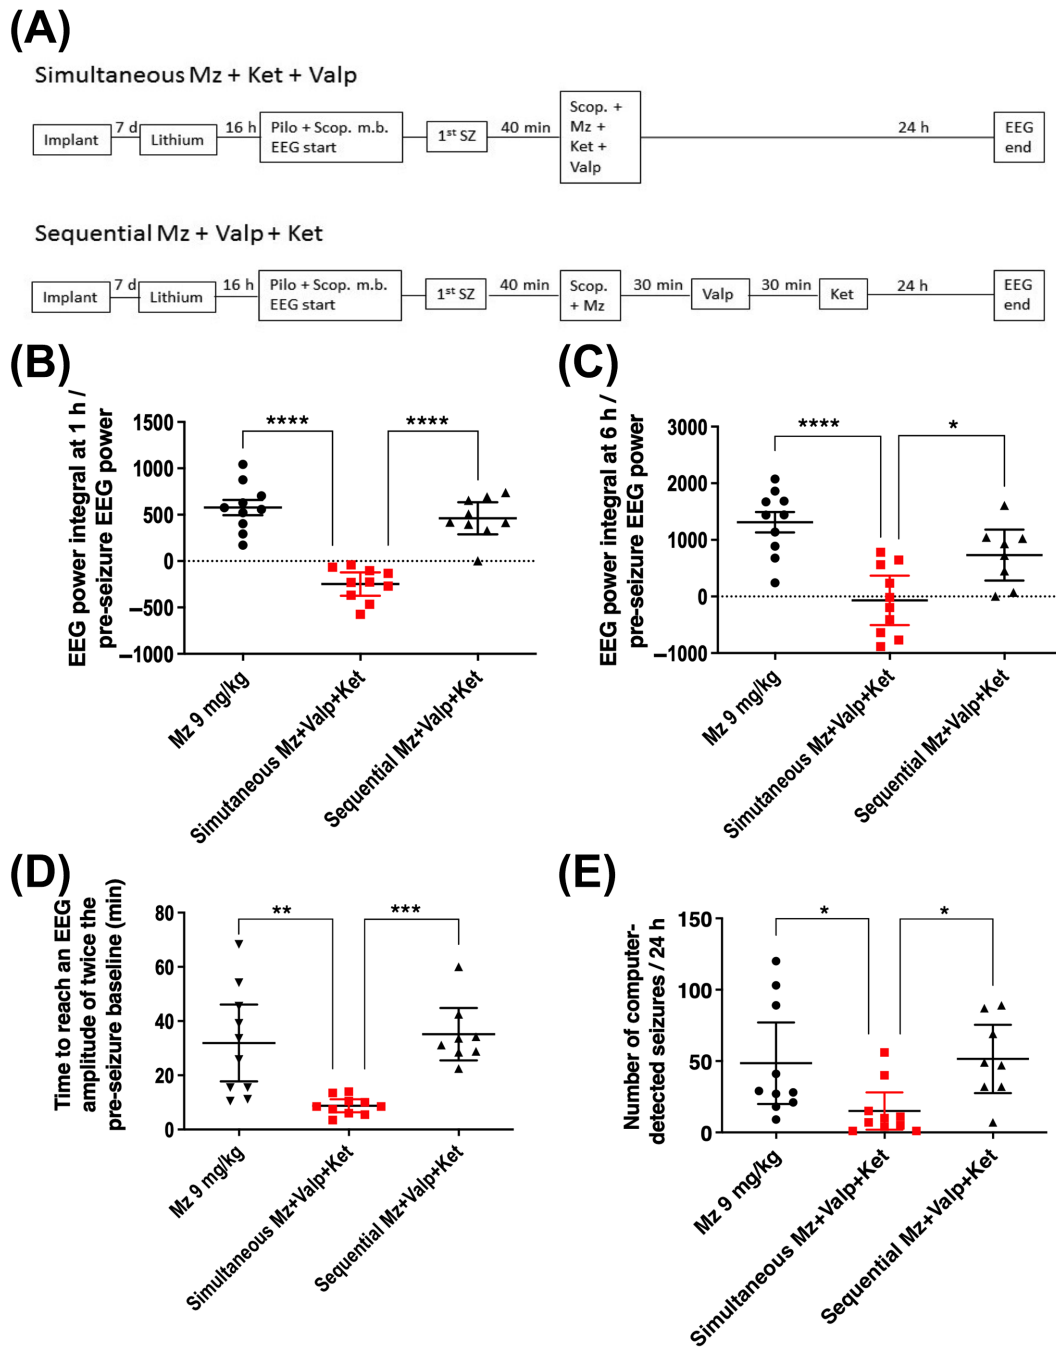 (A)
Simultaneous Mz + Ket + Valp
Implant
7 d
Lithium
16 h
Pilo + Scop. m.b.
EEG start
1st SZ
40 min
Scop. +
Mz +
Ket +
Valp
24 h
EEG
end
Sequential Mz + Valp + Ket
Implant
7 d
Lithium
16 h
Pilo + Scop. m.b.
EEG start
1st SZ
40 min
Scop.
+ Mz
30 min
Valp
30 min
Ket
24 h
EEG
end
(B)
EEG power integral at 1 h /
pre-seizure EEG power
1500
1000
500
0
−500
−1000
****
****
Mz 9 mg/kg
Simutaneous Mz+Valp+Ket
Sequential Mz+Valp+Ket
(C)
EEG power integral at 6 h /
pre-seizure EEG power
3000
2000
1000
0
−1000
****
*
Mz 9 mg/kg
Simultaneous Mz+Valp+Ket
Sequential Mz+Valp+Ket
(D)
Time to reach an EEG
amplitude of twice the
pre-seizure baseline (min)
80
60
40
20
0
**
***
Mz 9 mg/kg
Simultaneous Mz+Valp+Ket
Sequential Mz+Valp+Ket
(E)
Number of computer-
detected seizures / 24 h
150
100
50
0
*
*
Mz 9 mg/kg
Simultaneous Mz+Valp+Ket
Sequential Mz+Valp+Ket